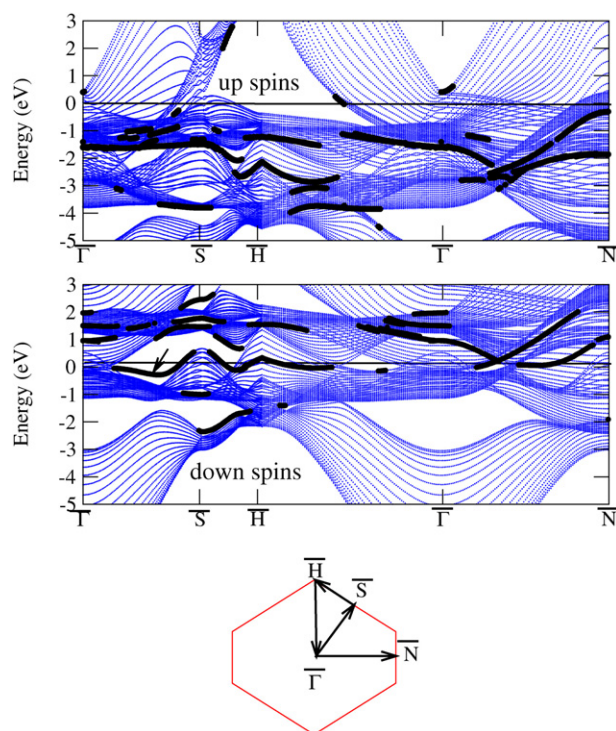 3
2
1
0
-1
-2
-3
-4
-5
Energy (eV)
up spins
Γ̅ S̅ H̅ Γ̅ N̅
3
2
1
0
-1
-2
-3
-4
-5
Energy (eV)
down spins
Γ̅ S̅ H̅ Γ̅ N̅
H̅
S̅
N̅
Γ̅